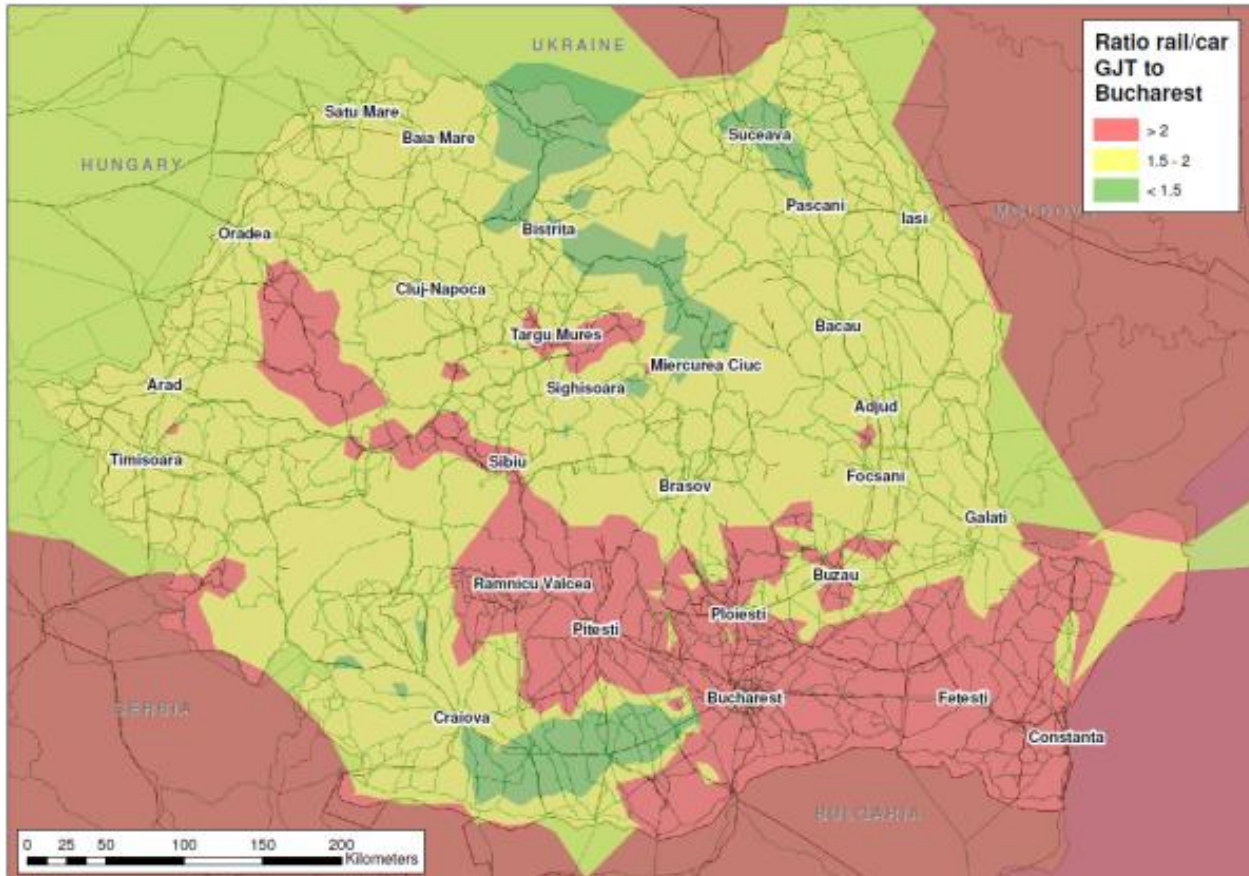 UKRAINE
Ratio rail/car
GJT to
Bucharest
> 2
1.5 - 2
< 1.5
Satu Mare
Baia Mare
Suceava
HUNGARY
Pascani
Iasi
MOLDOVA
Oradea
Bistrita
Cluj-Napoca
Targu Mures
Bacau
Miercurea Ciuc
Arad
Sighisoara
Adjud
Timisoara
Sibiu
Brasov
Focsani
Galati
Ramnicu Valcea
Buzau
Ploiesti
Pitesti
Bucharest
Fetesti
SERBIA
Craiova
Constanta
BULGARIA
0 25 50 100 150 200
Kilometers